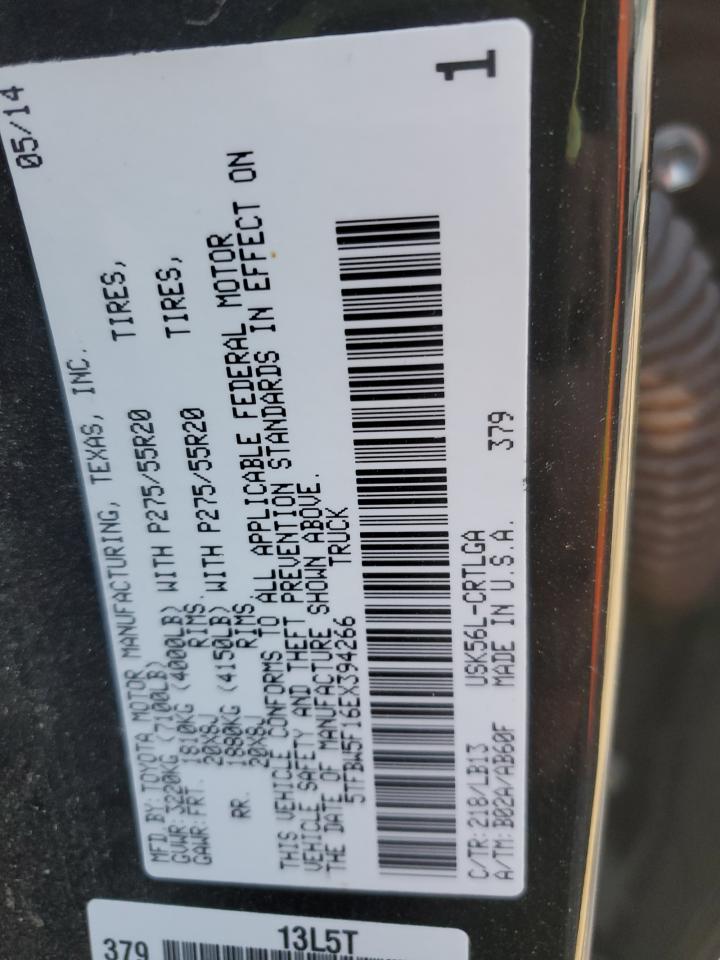 MFD BY: TOYOTA MOTOR MANUFACTURING, TEXAS, INC. 05/14
GVWR: 3220KG (7100LB)
GAWR: FRT. 1810KG (4000LB) WITH P275/55R20 TIRES,
20X8J RIMS,
RR. 1880KG (4150LB) WITH P275/55R20 TIRES,
20X8J RIMS
THIS VEHICLE CONFORMS TO ALL APPLICABLE FEDERAL MOTOR
VEHICLE SAFETY AND THEFT PREVENTION STANDARDS IN EFFECT ON
THE DATE OF MANUFACTURE SHOWN ABOVE.
5TFBW5F16EX394266 TRUCK
C/TR: 218/LB13 USK56L-CRTLGA
A/TM: B02A/AB60F MADE IN U.S.A. 379
1
13L5T
379